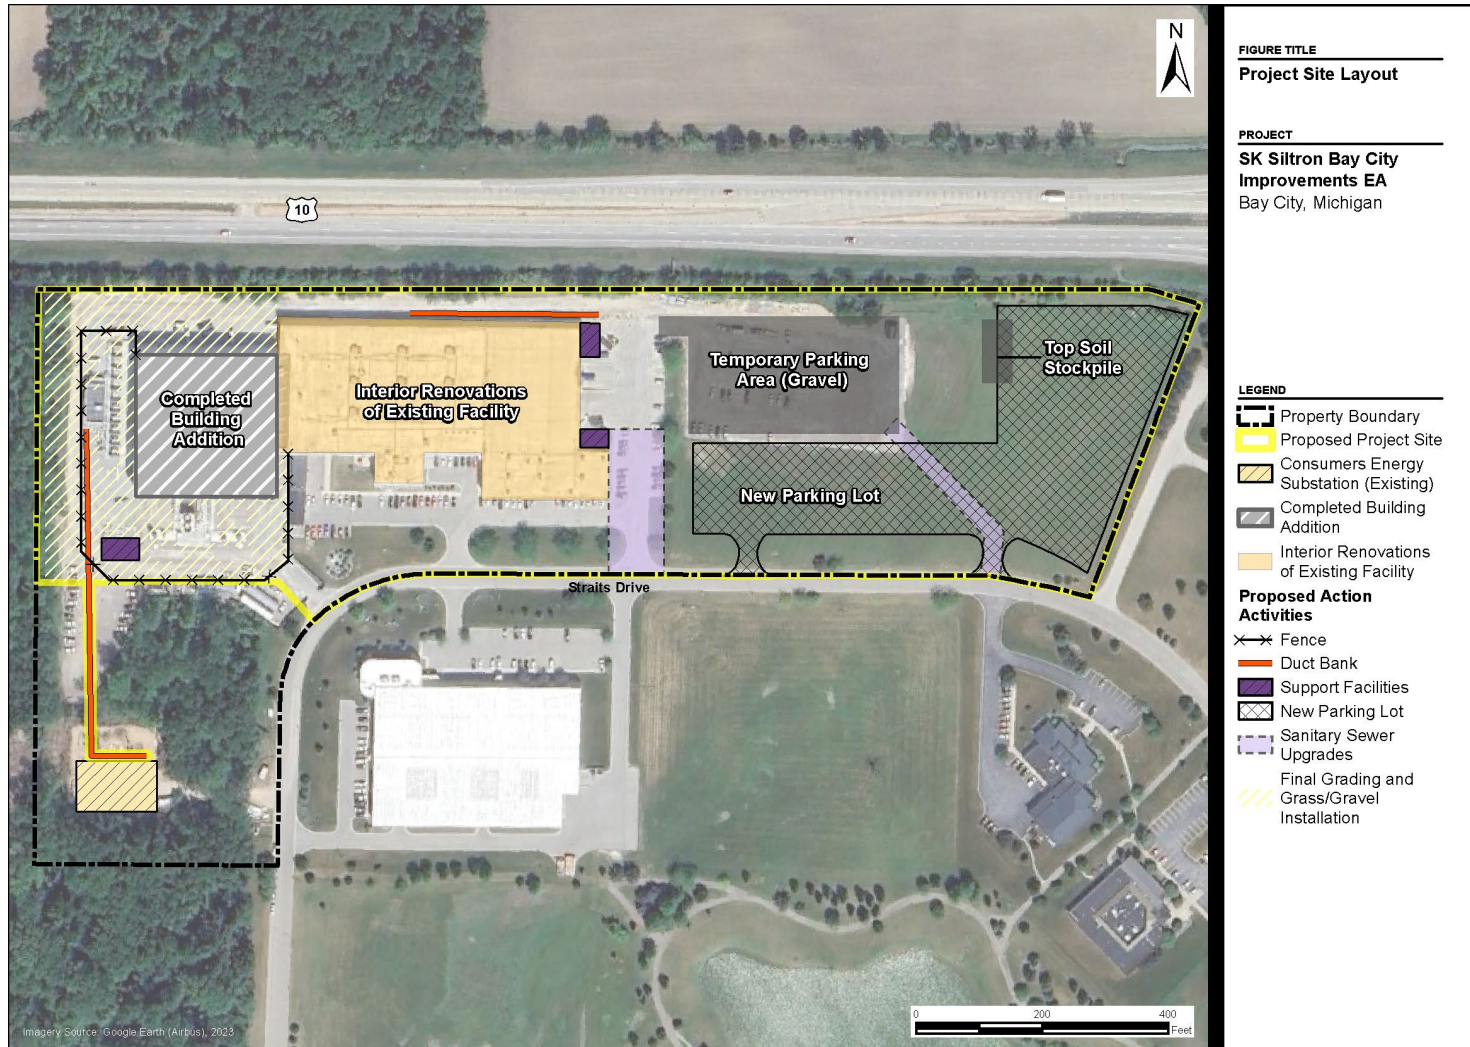 N
10
Completed
Building
Addition
Interior Renovations
of Existing Facility
Temporary Parking
Area (Gravel)
Top Soil
Stockpile
New Parking Lot
Straits Drive
Imagery Source: Google Earth (Airbus), 2023
0 200 400
Feet
FIGURE TITLE
Project Site Layout
PROJECT
SK Siltron Bay City
Improvements EA
Bay City, Michigan
LEGEND
Property Boundary
Proposed Project Site
Consumers Energy
Substation (Existing)
Completed Building
Addition
Interior Renovations
of Existing Facility
Proposed Action
Activities
Fence
Duct Bank
Support Facilities
New Parking Lot
Sanitary Sewer
Upgrades
Final Grading and
Grass/Gravel
Installation